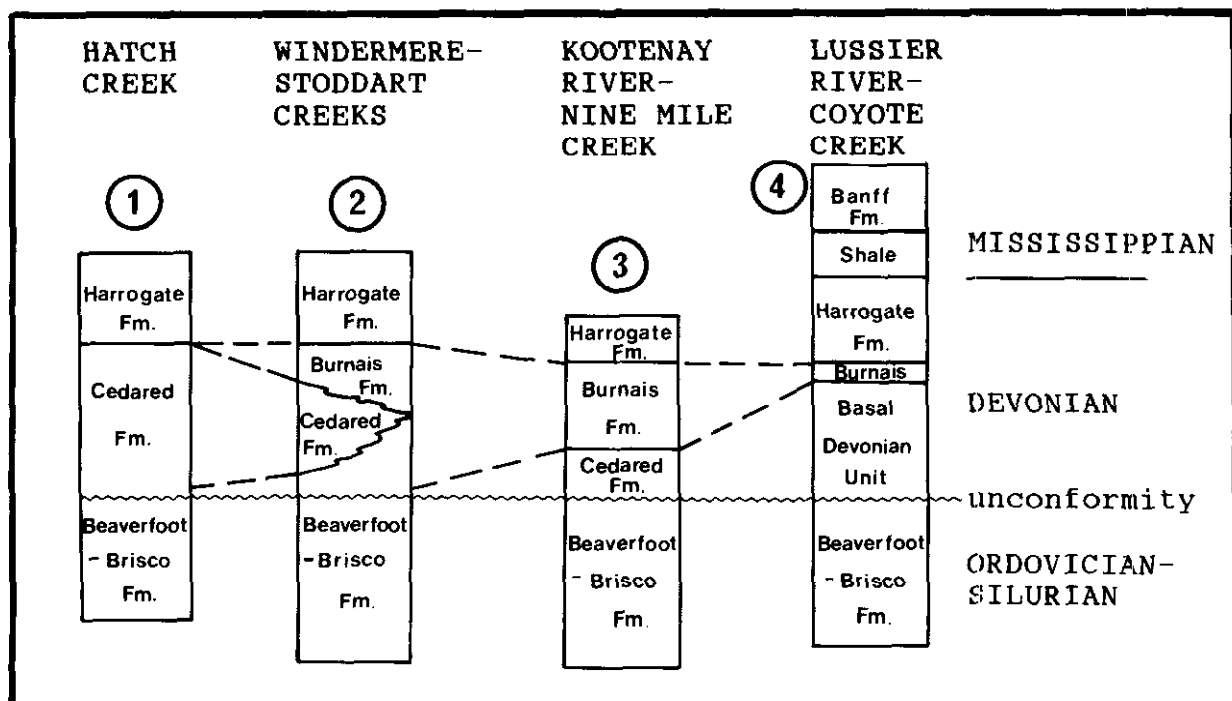 HATCH
CREEK
WINDERMERE-
STODDART
CREEKS
KOOTENAY
RIVER-
NINE MILE
CREEK
LUSSIER
RIVER-
COYOTE
CREEK
1
Harrogate
Fm.
Cedared
Fm.
Beaverfoot
- Brisco
Fm.
2
Harrogate
Fm.
Burnais
Fm.
Cedared
Fm.
Beaverfoot
- Brisco
Fm.
3
Harrogate
Fm.
Burnais
Fm.
Cedared
Fm.
Beaverfoot
- Brisco
Fm.
4
Banff
Fm.
Shale
Harrogate
Fm.
Burnais
Basal
Devonian
Unit
Beaverfoot
- Brisco
Fm.
MISSISSIPPIAN
DEVONIAN
unconformity
ORDOVICIAN-
SILURIAN